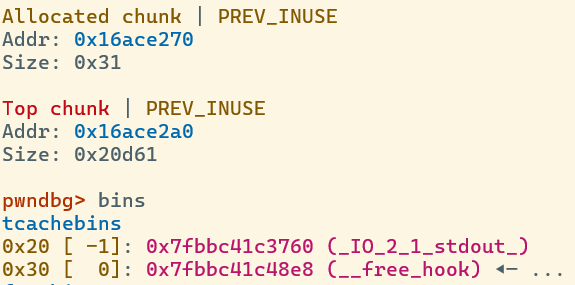 Allocated chunk | PREV_INUSE
Addr: 0x16ace270
Size: 0x31
Top chunk | PREV_INUSE
Addr: 0x16ace2a0
Size: 0x20d61
pwndbg> bins
tcachebins
0x20 [ -1]: 0x7fbbc41c3760 (_IO_2_1_stdout_)
0x30 [  0]: 0x7fbbc41c48e8 (__free_hook) ◂— ...